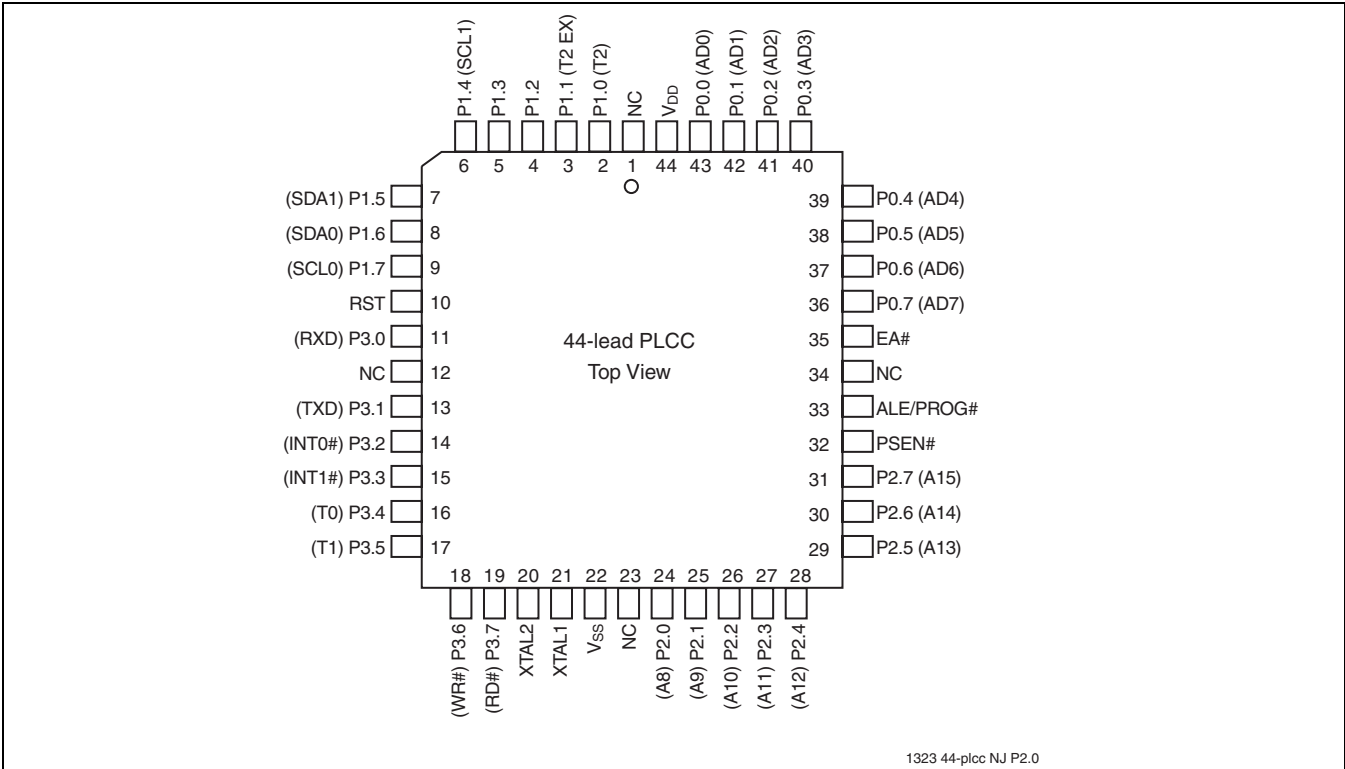 P1.4 (SCL1)
P1.3
P1.2
P1.1 (T2 EX)
P1.0 (T2)
NC
VDD
P0.0 (AD0)
P0.1 (AD1)
P0.2 (AD2)
P0.3 (AD3)
6 5 4 3 2 1 44 43 42 41 40
(SDA1) P1.5 7
(SDA0) P1.6 8
(SCL0) P1.7 9
RST 10
(RXD) P3.0 11
NC 12
(TXD) P3.1 13
(INT0#) P3.2 14
(INT1#) P3.3 15
(T0) P3.4 16
(T1) P3.5 17
44-lead PLCC
Top View
39 P0.4 (AD4)
38 P0.5 (AD5)
37 P0.6 (AD6)
36 P0.7 (AD7)
35 EA#
34 NC
33 ALE/PROG#
32 PSEN#
31 P2.7 (A15)
30 P2.6 (A14)
29 P2.5 (A13)
18 19 20 21 22 23 24 25 26 27 28
(WR#) P3.6
(RD#) P3.7
XTAL2
XTAL1
VSS
NC
(A8) P2.0
(A9) P2.1
(A10) P2.2
(A11) P2.3
(A12) P2.4
1323 44-plcc NJ P2.0